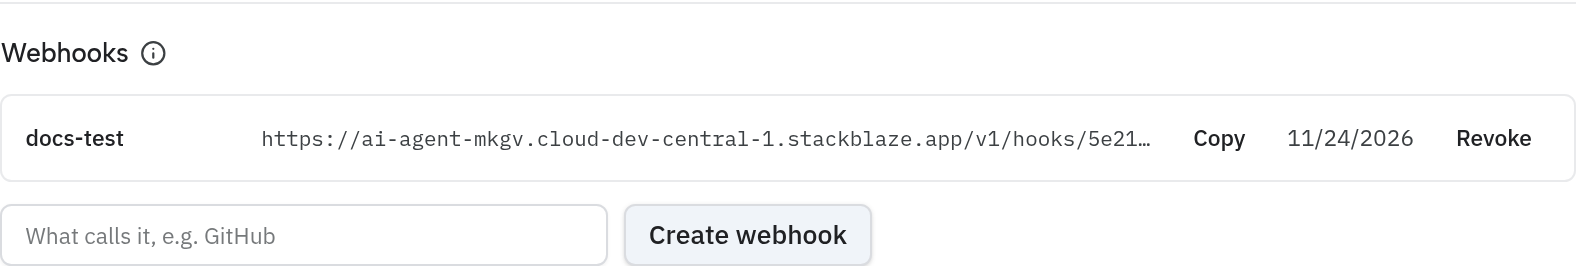 Webhooks
docs-test https://ai-agent-mkgv.cloud-dev-central-1.stackblaze.app/v1/hooks/5e21… Copy 11/24/2026 Revoke
What calls it, e.g. GitHub Create webhook